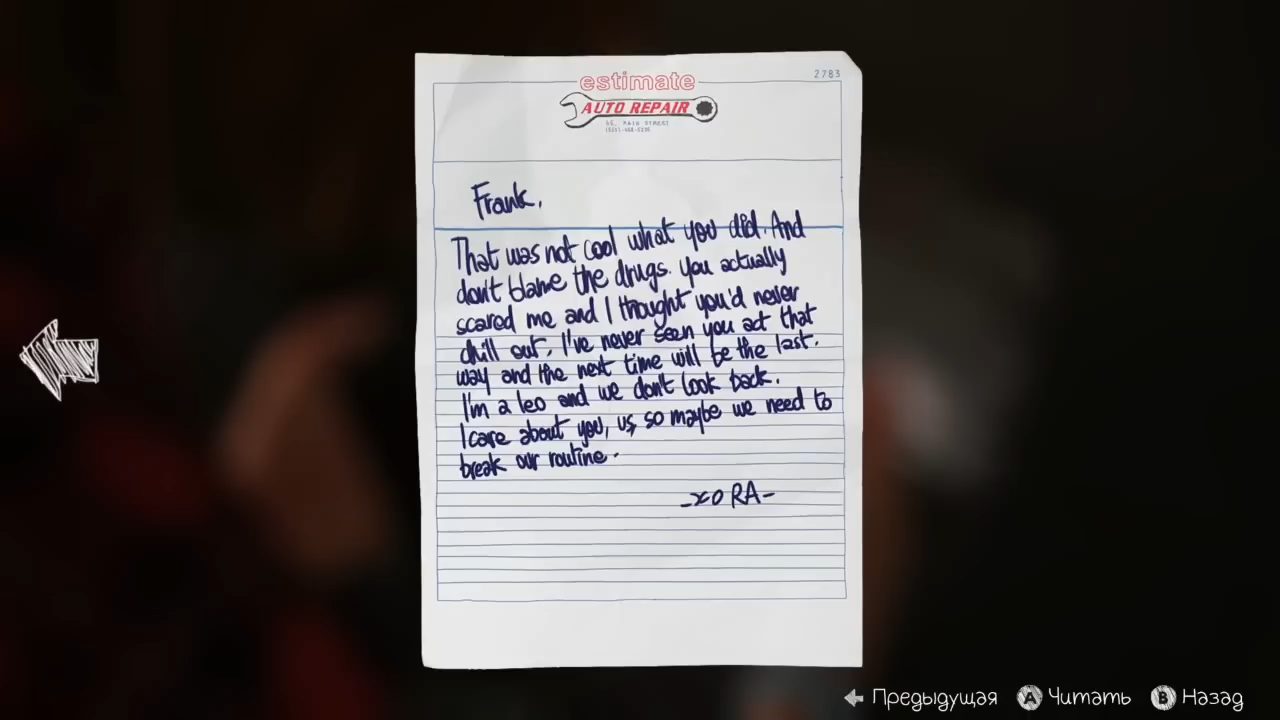 estimate
2783
AUTO REPAIR
MAIN STREET
Frank,
That was not cool what you did. And
don't blame the drugs. You actually
scared me and I thought you'd never
chill out. I've never seen you act that
way and the next time will be the last.
I'm a leo and we don't look back.
I care about you, us, so maybe we need to
break our routine.
-xo RA-
Предыдущая A Читать B Назад